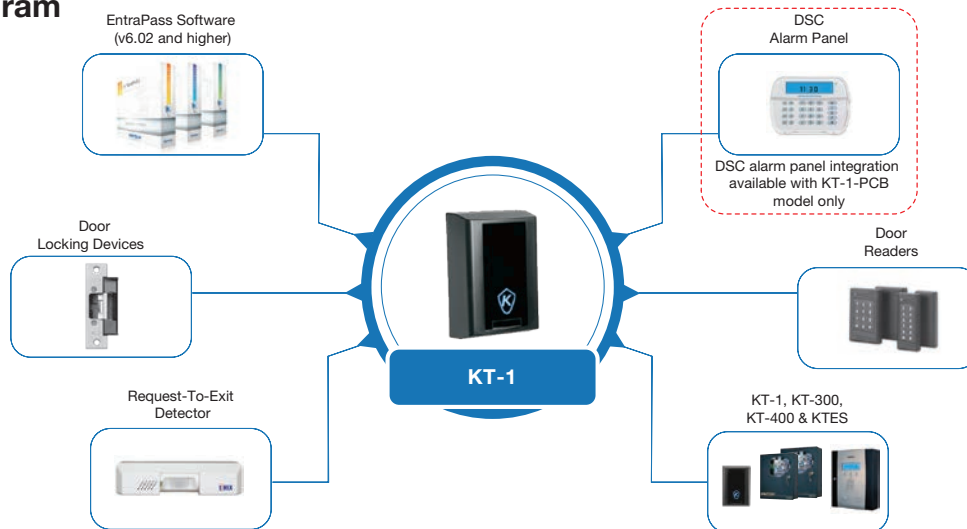 ram
EntraPass Software
(v6.02 and higher)
DSC
Alarm Panel
11:30
DSC alarm panel integration
available with KT-1-PCB
model only
Door
Locking Devices
Door
Readers
K
KT-1
Request-To-Exit
Detector
KT-1, KT-300,
KT-400 & KTES